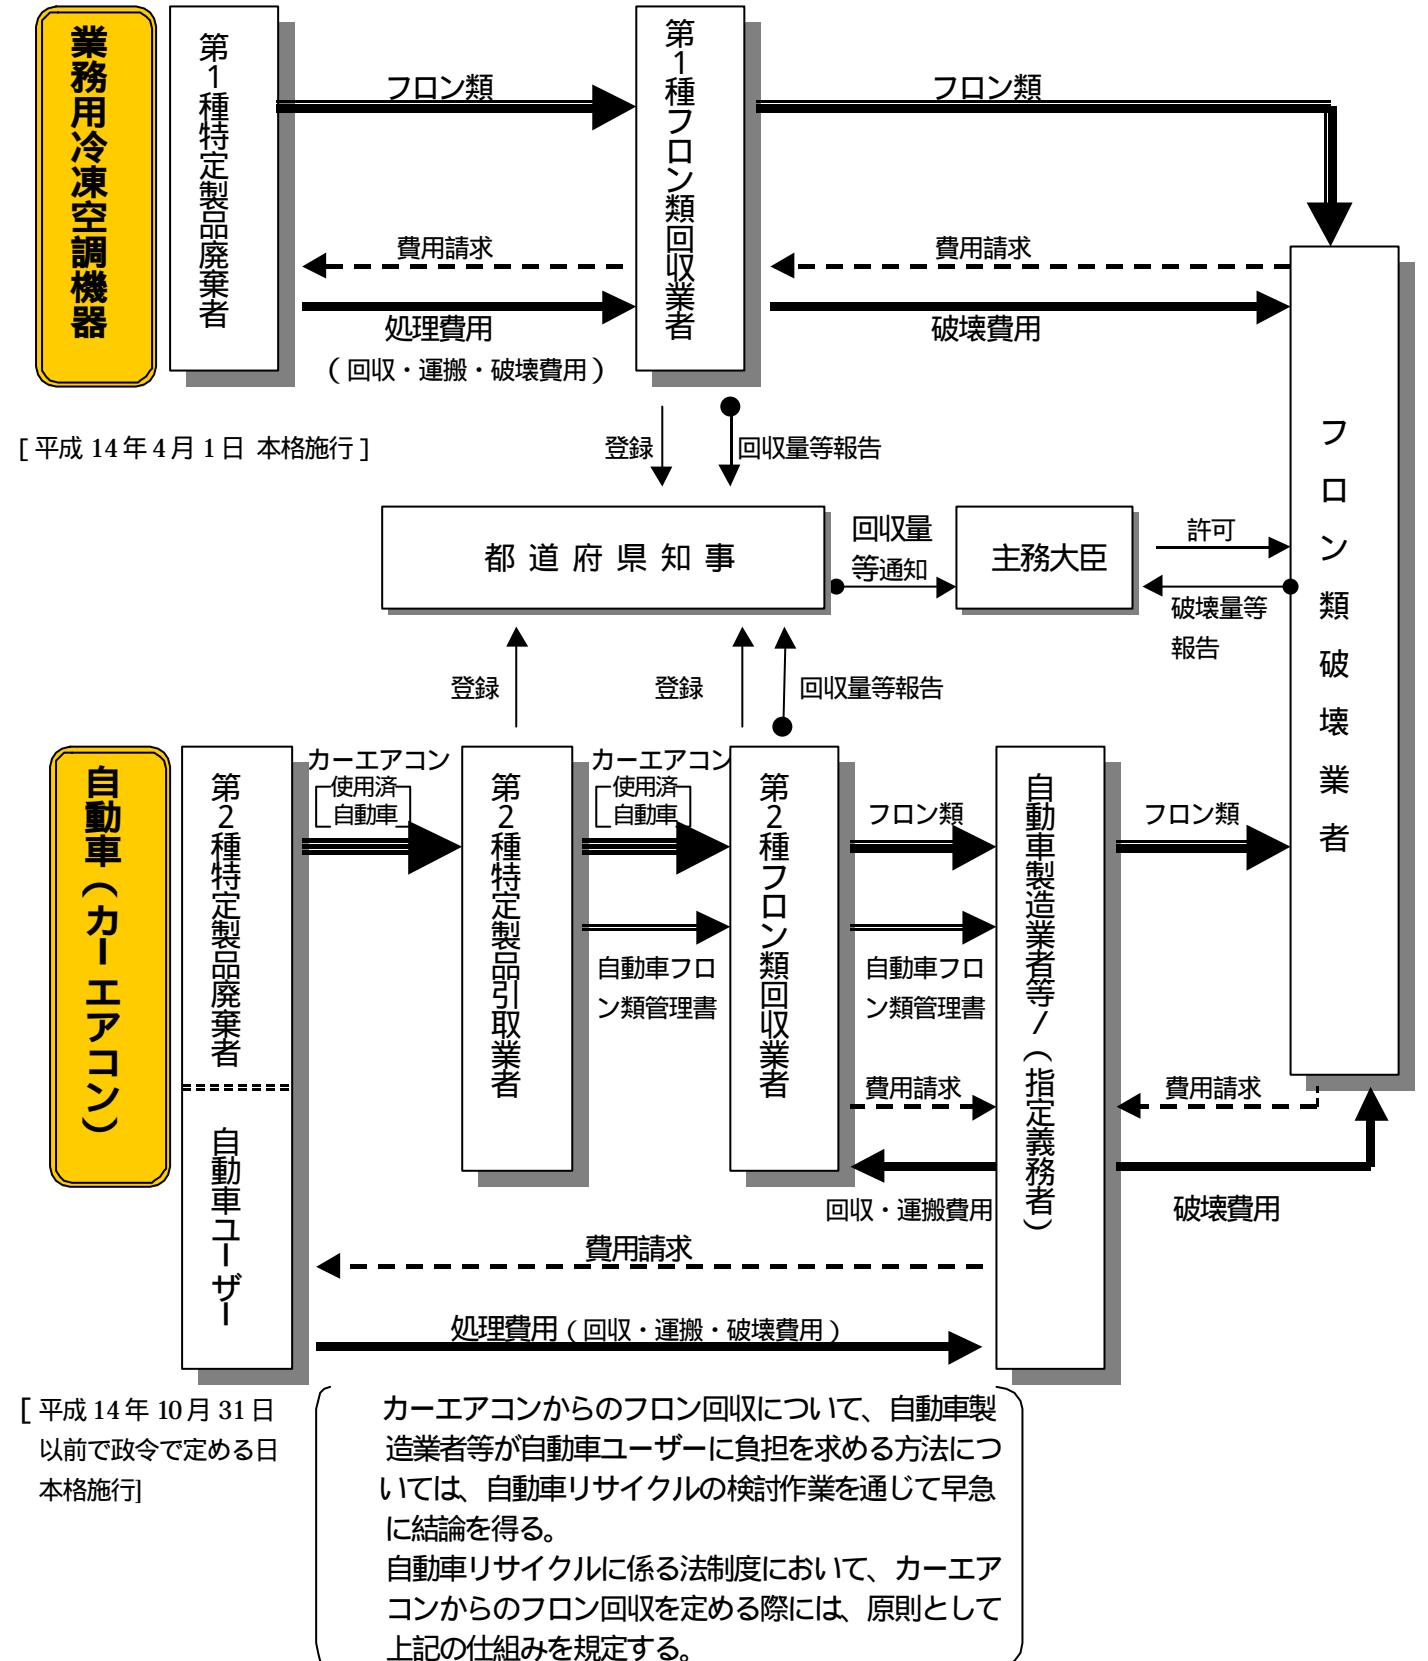 業務用冷凍空調機器
第1種特定製品廃棄者
フロン類
第1種フロン類回収業者
フロン類
費用請求
処理費用
（回収・運搬・破壊費用）
費用請求
破壊費用
[ 平成 14 年 4 月 1 日 本格施行 ]
登録
回収量等報告
都道府県知事
回収量
等通知
主務大臣
許可
破壊量等
報告
フロン類破壊業者
登録
登録
回収量等報告
自動車（カーエアコン）
第2種特定製品廃棄者
自動車ユーザー
カーエアコン
使用済
自動車
第2種特定製品引取業者
カーエアコン
使用済
自動車
自動車フロ
ン類管理書
第2種フロン類回収業者
フロン類
自動車フロ
ン類管理書
費用請求
回収・運搬費用
自動車製造業者等／（指定義務者）
フロン類
費用請求
破壊費用
費用請求
処理費用（回収・運搬・破壊費用）
[ 平成 14 年 10 月 31 日
以前で政令で定める日
本格施行]
カーエアコンからのフロン回収について、自動車製
造業者等が自動車ユーザーに負担を求める方法につ
いては、自動車リサイクルの検討作業を通じて早急
に結論を得る。
自動車リサイクルに係る法制度において、カーエア
コンからのフロン回収を定める際には、原則として
上記の仕組みを規定する。